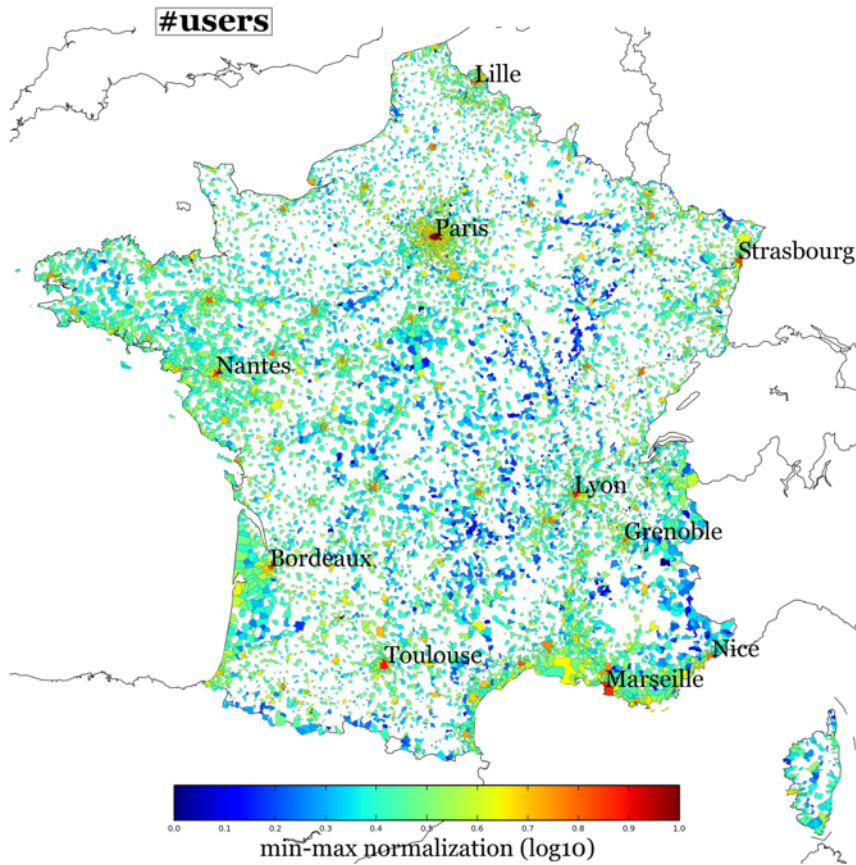 #users
Lille
Paris
Strasbourg
Nantes
Lyon
Grenoble
Bordeaux
Nice
Toulouse
Marseille
0.0 0.1 0.2 0.3 0.4 0.5 0.6 0.7 0.8 0.9 1.0
min-max normalization (log10)